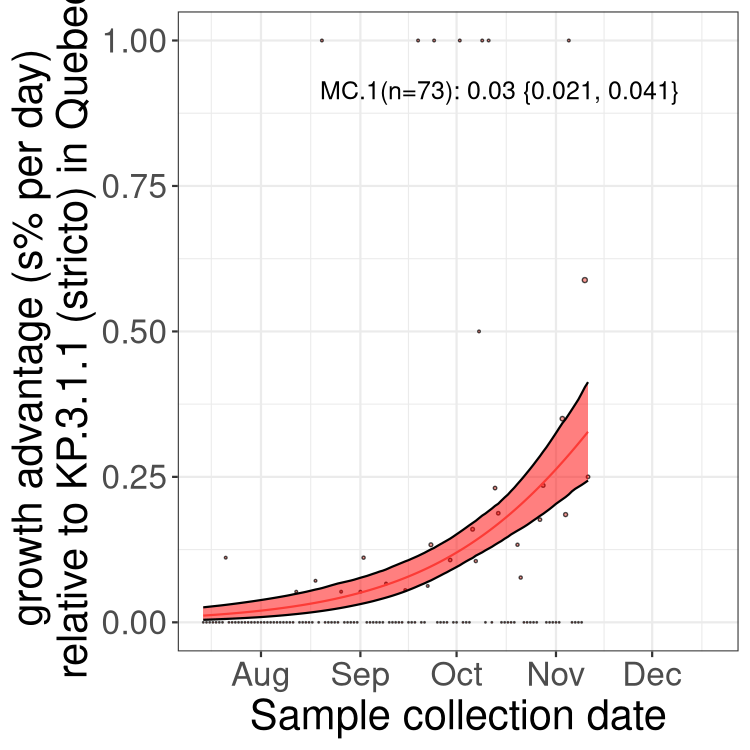 growth advantage (s% per day)
relative to KP.3.1.1 (stricto) in Quebec
1.00
0.75
0.50
0.25
0.00
MC.1(n=73): 0.03 {0.021, 0.041}
Aug Sep Oct Nov Dec
Sample collection date